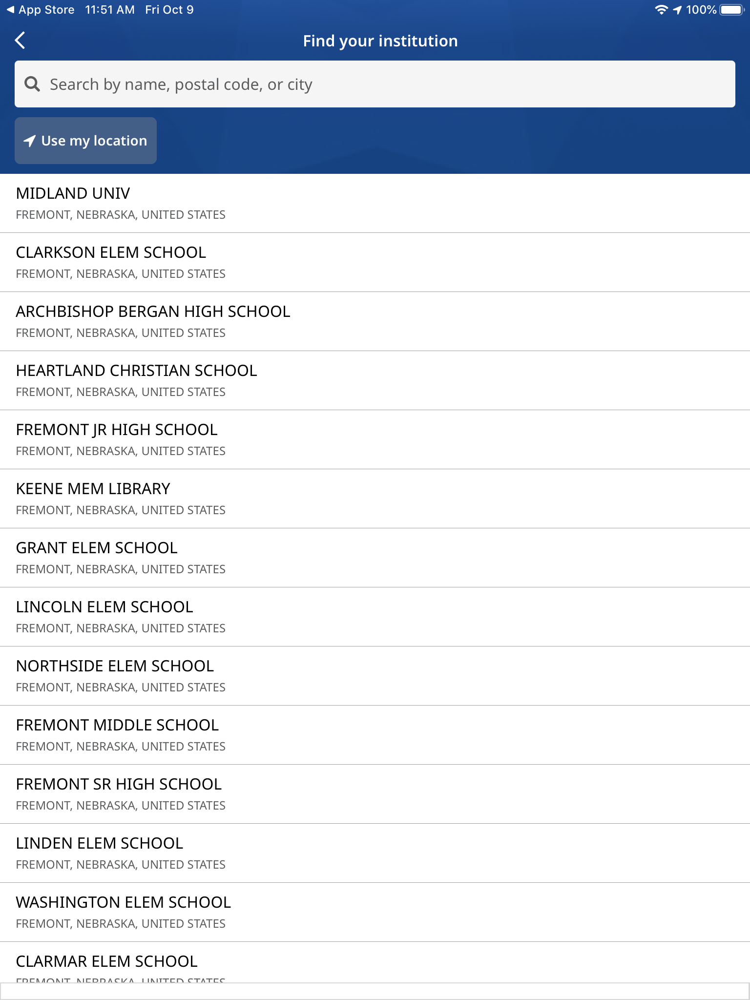 App Store 11:51 AM Fri Oct 9 100%
Find your institution
Search by name, postal code, or city
Use my location
MIDLAND UNIV
FREMONT, NEBRASKA, UNITED STATES
CLARKSON ELEM SCHOOL
FREMONT, NEBRASKA, UNITED STATES
ARCHBISHOP BERGAN HIGH SCHOOL
FREMONT, NEBRASKA, UNITED STATES
HEARTLAND CHRISTIAN SCHOOL
FREMONT, NEBRASKA, UNITED STATES
FREMONT JR HIGH SCHOOL
FREMONT, NEBRASKA, UNITED STATES
KEENE MEM LIBRARY
FREMONT, NEBRASKA, UNITED STATES
GRANT ELEM SCHOOL
FREMONT, NEBRASKA, UNITED STATES
LINCOLN ELEM SCHOOL
FREMONT, NEBRASKA, UNITED STATES
NORTHSIDE ELEM SCHOOL
FREMONT, NEBRASKA, UNITED STATES
FREMONT MIDDLE SCHOOL
FREMONT, NEBRASKA, UNITED STATES
FREMONT SR HIGH SCHOOL
FREMONT, NEBRASKA, UNITED STATES
LINDEN ELEM SCHOOL
FREMONT, NEBRASKA, UNITED STATES
WASHINGTON ELEM SCHOOL
FREMONT, NEBRASKA, UNITED STATES
CLARMAR ELEM SCHOOL
FREMONT, NEBRASKA, UNITED STATES